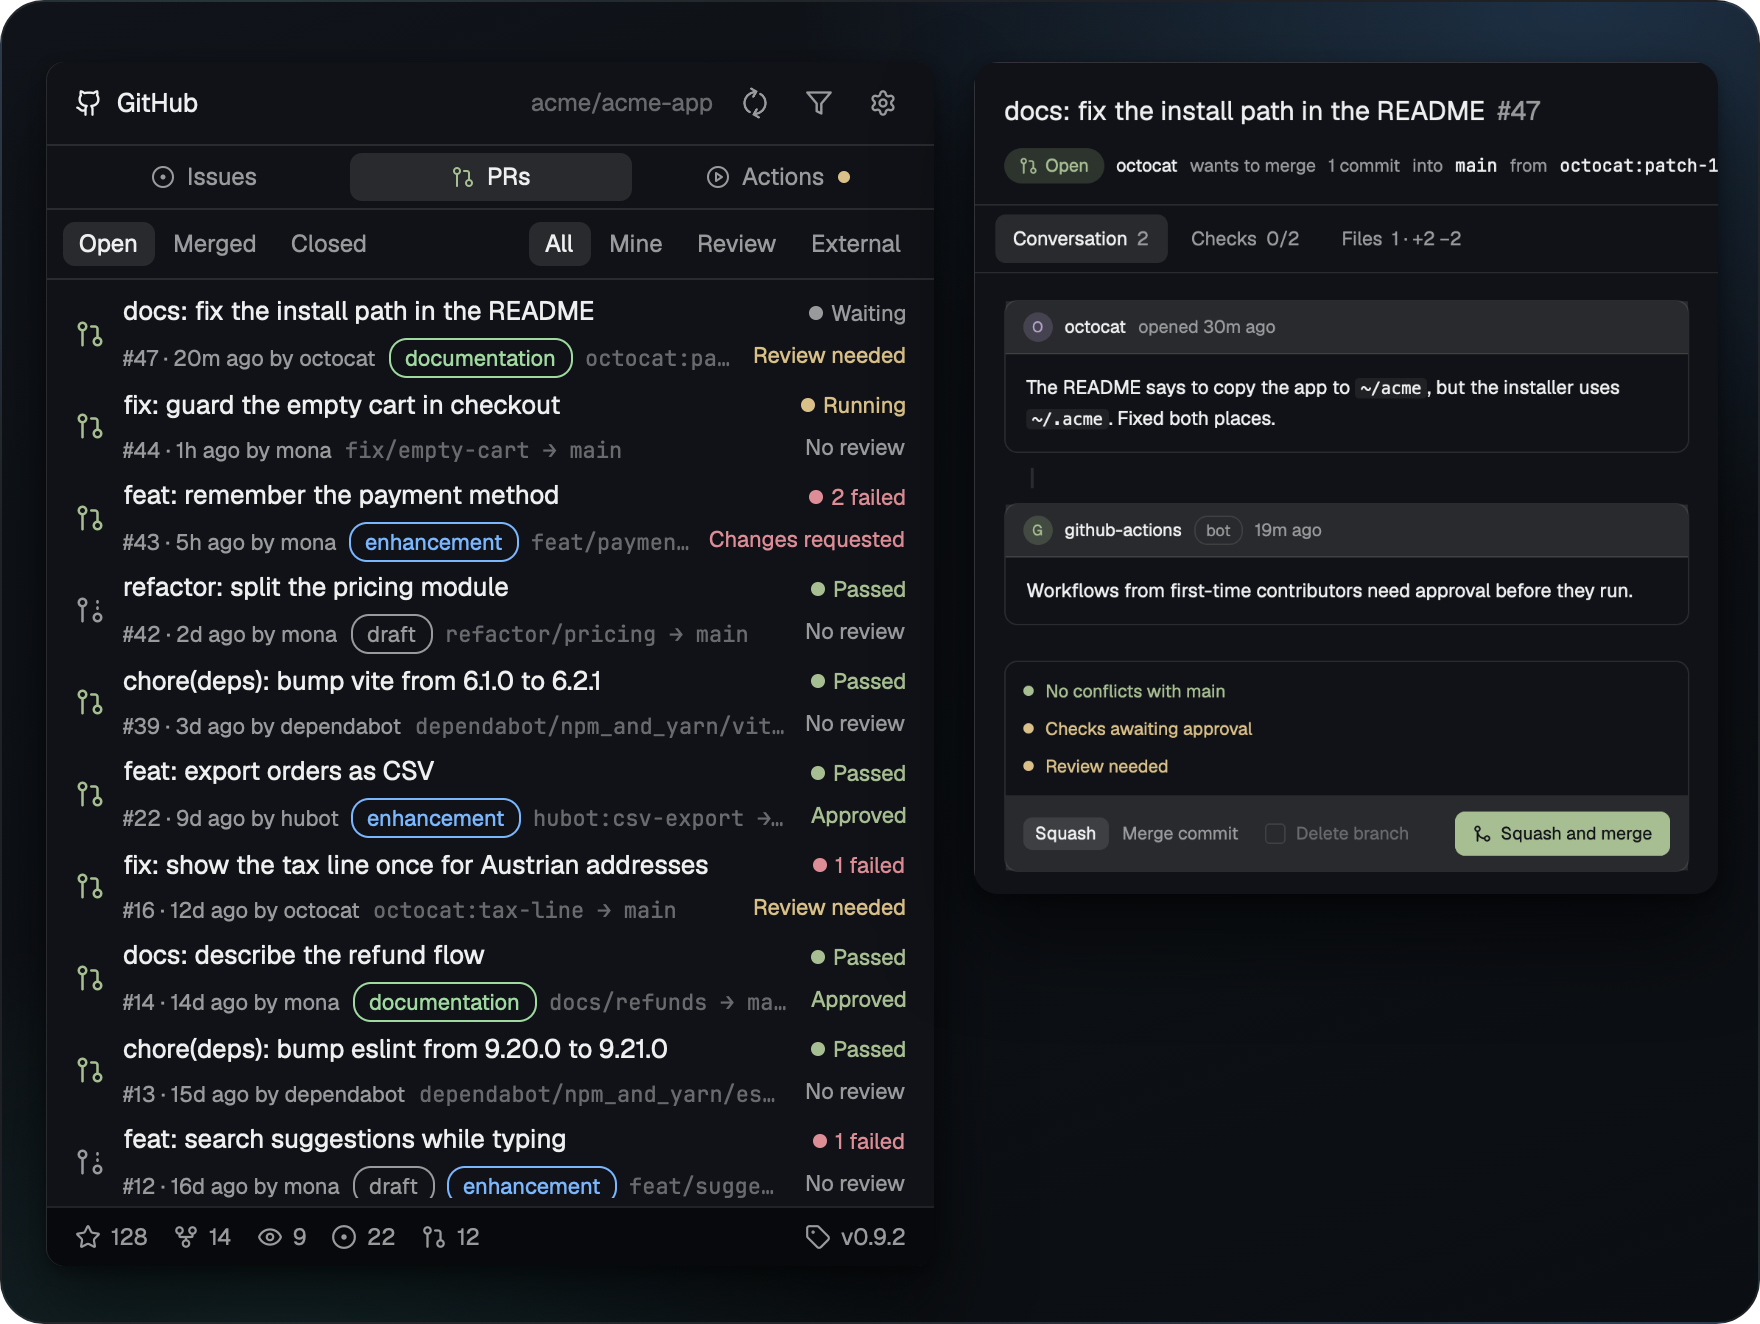 GitHub
acme/acme-app
Issues
PRs
Actions
Open Merged Closed
All Mine Review External
docs: fix the install path in the README
Waiting
#47 · 20m ago by octocat documentation octocat:pa…
Review needed
fix: guard the empty cart in checkout
Running
#44 · 1h ago by mona fix/empty-cart → main
No review
feat: remember the payment method
2 failed
#43 · 5h ago by mona enhancement feat/paymen…
Changes requested
refactor: split the pricing module
Passed
#42 · 2d ago by mona draft refactor/pricing → main
No review
chore(deps): bump vite from 6.1.0 to 6.2.1
Passed
#39 · 3d ago by dependabot dependabot/npm_and_yarn/vit…
No review
feat: export orders as CSV
Passed
#22 · 9d ago by hubot enhancement hubot:csv-export →…
Approved
fix: show the tax line once for Austrian addresses
1 failed
#16 · 12d ago by octocat octocat:tax-line → main
Review needed
docs: describe the refund flow
Passed
#14 · 14d ago by mona documentation docs/refunds → ma…
Approved
chore(deps): bump eslint from 9.20.0 to 9.21.0
Passed
#13 · 15d ago by dependabot dependabot/npm_and_yarn/es…
No review
feat: search suggestions while typing
1 failed
#12 · 16d ago by mona draft enhancement feat/sugge…
No review
128 14 9 22 12
v0.9.2
docs: fix the install path in the README #47
Open octocat wants to merge 1 commit into main from octocat:patch-1
Conversation 2 Checks 0/2 Files 1 · +2 −2
O octocat opened 30m ago
The README says to copy the app to ~/acme, but the installer uses
~/.acme. Fixed both places.
G github-actions bot 19m ago
Workflows from first-time contributors need approval before they run.
No conflicts with main
Checks awaiting approval
Review needed
Squash Merge commit Delete branch Squash and merge